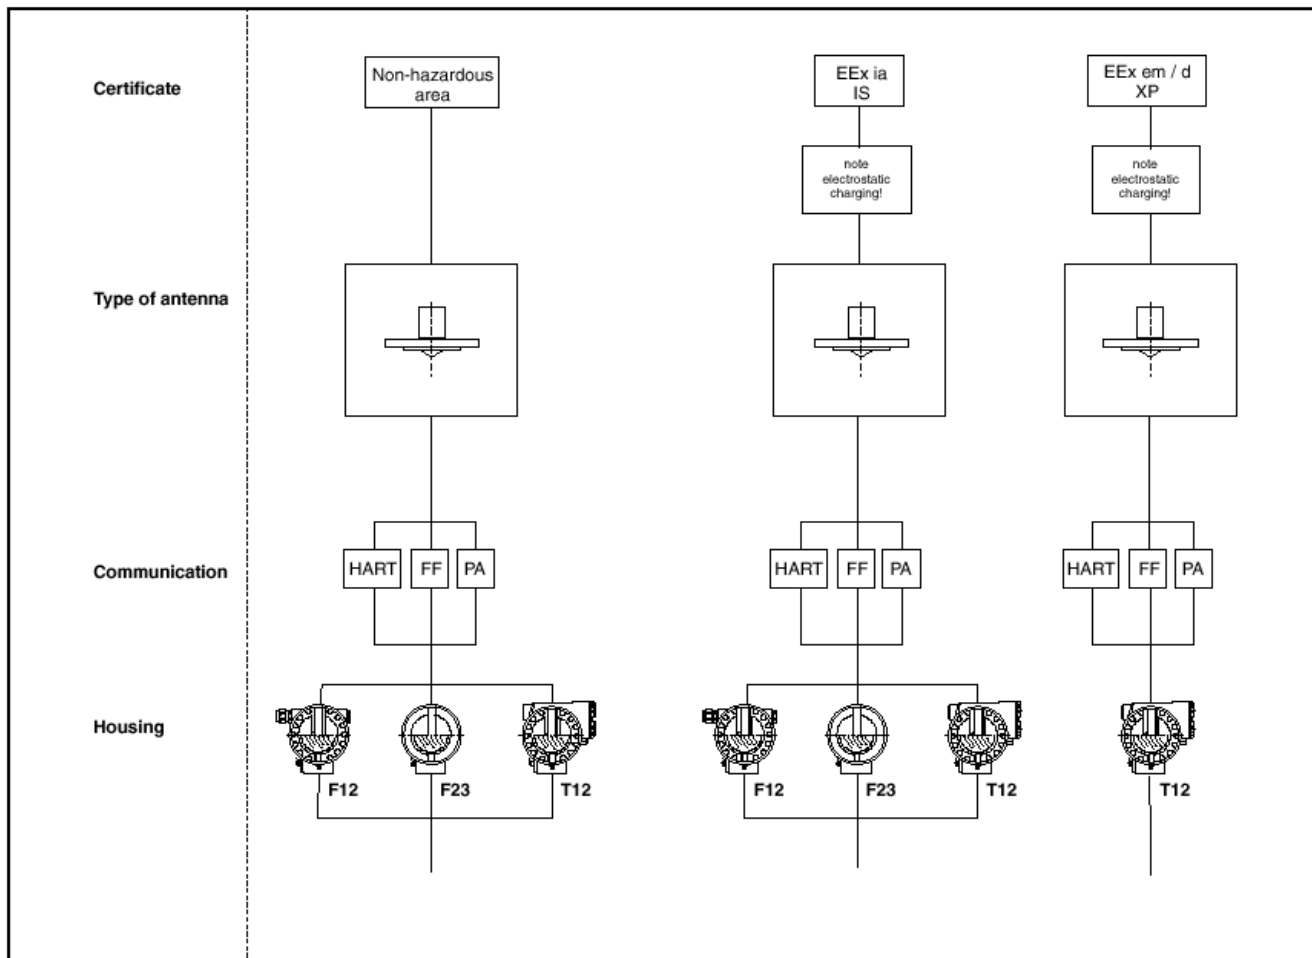 Certificate
Non-hazardous
area
EEx ia
IS
EEx em / d
XP
note
electrostatic
charging!
note
electrostatic
charging!
Type of antenna
Communication
HART FF PA
HART FF PA
HART FF PA
Housing
F12 F23 T12
F12 F23 T12
T12